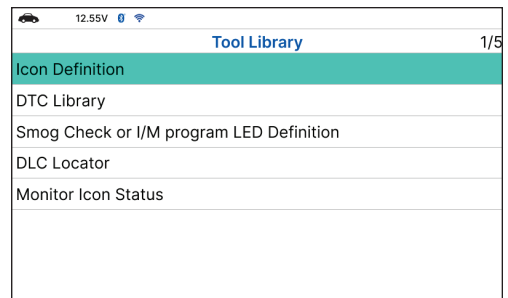 12.55V
Tool Library 1/5
Icon Definition
DTC Library
Smog Check or I/M program LED Definition
DLC Locator
Monitor Icon Status